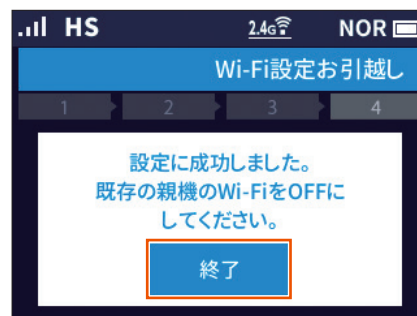 HS 2.4G NOR
Wi-Fi設定お引越し
1 2 3 4
設定に成功しました。
既存の親機のWi-FiをOFFに
してください。
終了